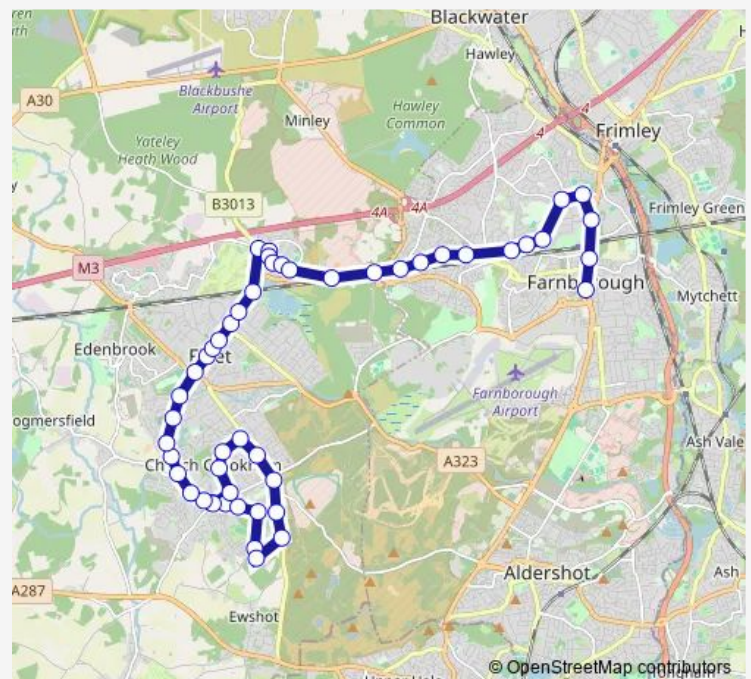 Blackwater
Hawley
A30
Blackbushe
Airport
Hawley
Common
Minley
4
4
Frimley
Yateley
Heath Wood
B3013
4A
4A
Frimley Green
M3
Farnborough
Mytchett
Edenbrook
Fleet
Farnborough
Airport
ogmersfield
Church Crookham
A323
Ash Vale
Aldershot
Ash
A287
Ewshot
© OpenStreetMap contributors